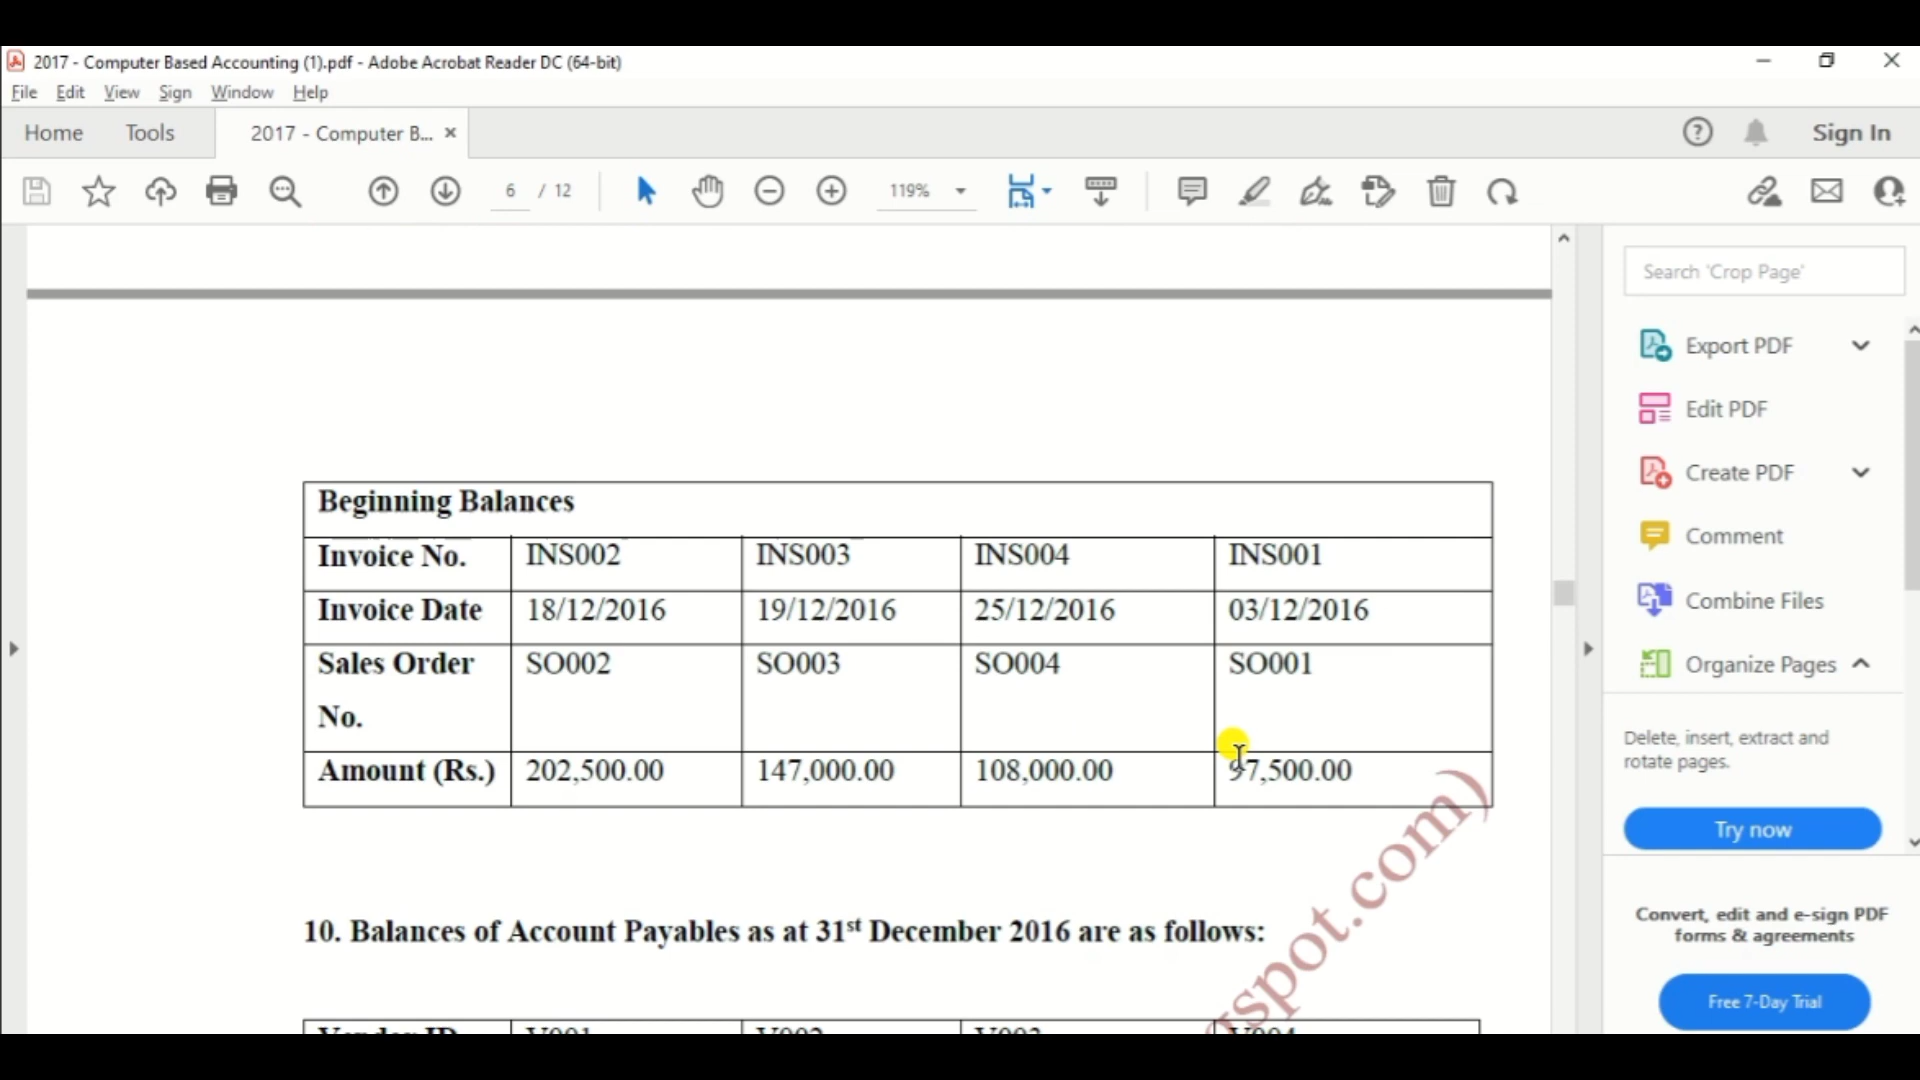 2017 - Computer Based Accounting (1).pdf - Adobe Acrobat Reader DC (64-bit)
File Edit View Sign Window Help
Home Tools 2017 - Computer B... Sign In
6 / 12 119%
Search 'Crop Page'
Export PDF
Edit PDF
Create PDF
Comment
Combine Files
Organize Pages
Delete, insert, extract and
rotate pages.
Try now
Convert, edit and e-sign PDF
forms & agreements
Free 7-Day Trial
Beginning Balances
Invoice No. INS002 INS003 INS004 INS001
Invoice Date 18/12/2016 19/12/2016 25/12/2016 03/12/2016
Sales Order SO002 SO003 SO004 SO001
No.
Amount (Rs.) 202,500.00 147,000.00 108,000.00 97,500.00
10. Balances of Account Payables as at 31st December 2016 are as follows:
Vendor ID V001 V002 V003 V004
spot.com)